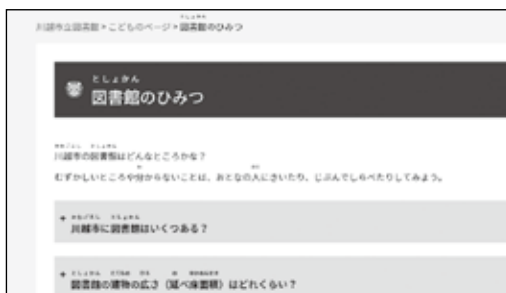 川越市立図書館 > こどものページ > 図書館のひみつ
としょかん
図書館のひみつ
川越市の図書館はどんなところかな？
むずかしいところや分からないことは、おとなの人にきいたり、じぶんでしらべたりしてみよう。
+ 川越市に図書館はいくつある？
+ 図書館の建物の広さ（延べ床面積）はどれくらい？